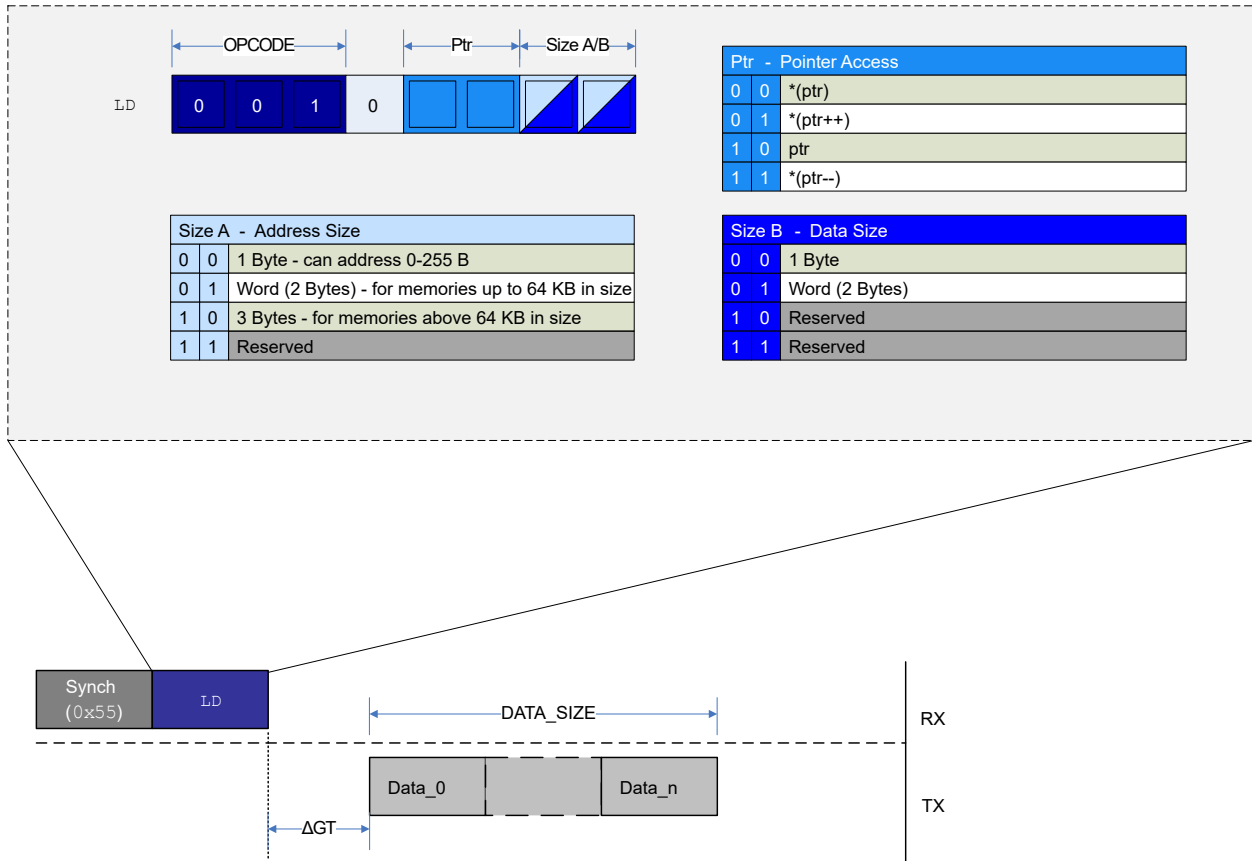 OPCODE Ptr Size A/B
LD 0 0 1 0
Ptr - Pointer Access
0 0 *(ptr)
0 1 *(ptr++)
1 0 ptr
1 1 *(ptr--)
Size A - Address Size
0 0 1 Byte - can address 0-255 B
0 1 Word (2 Bytes) - for memories up to 64 KB in size
1 0 3 Bytes - for memories above 64 KB in size
1 1 Reserved
Size B - Data Size
0 0 1 Byte
0 1 Word (2 Bytes)
1 0 Reserved
1 1 Reserved
Synch
(0x55)
LD
DATA_SIZE
RX
Data_0
Data_n
TX
ΔGT